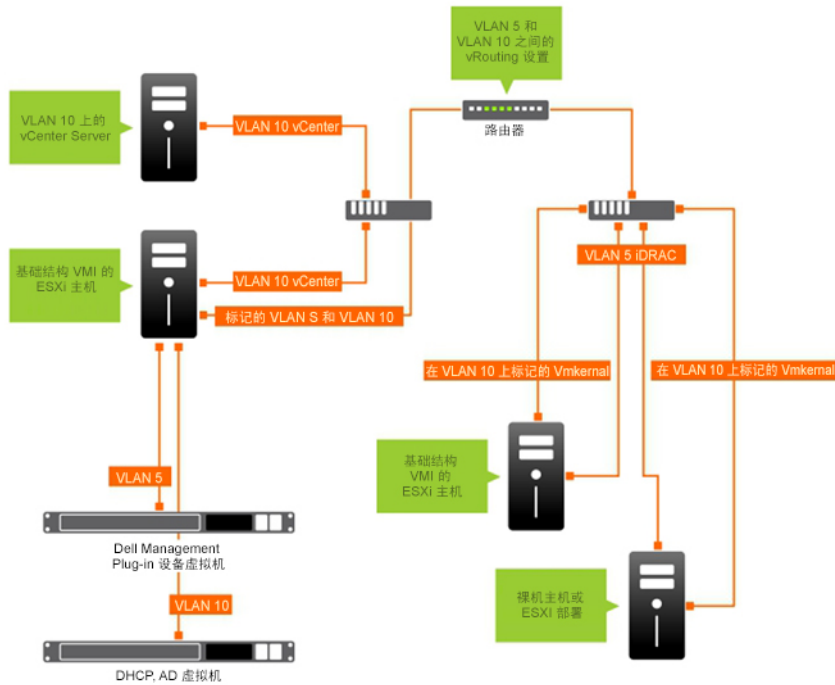 VLAN 5 和
VLAN 10 之间的
vRouting 设置
路由器
VLAN 10 上的
vCenter Server
VLAN 10 vCenter
基础结构 VMI 的
ESXi 主机
VLAN 10 vCenter
标记的 VLAN S 和 VLAN 10
VLAN 5 iDRAC
在 VLAN 10 上标记的 Vmkernal
在 VLAN 10 上标记的 Vmkernal
基础结构
VMI 的
ESXi 主机
VLAN 5
Dell Management
Plug-in 设备虚拟机
VLAN 10
DHCP, AD 虚拟机
裸机主机或
ESXI 部署